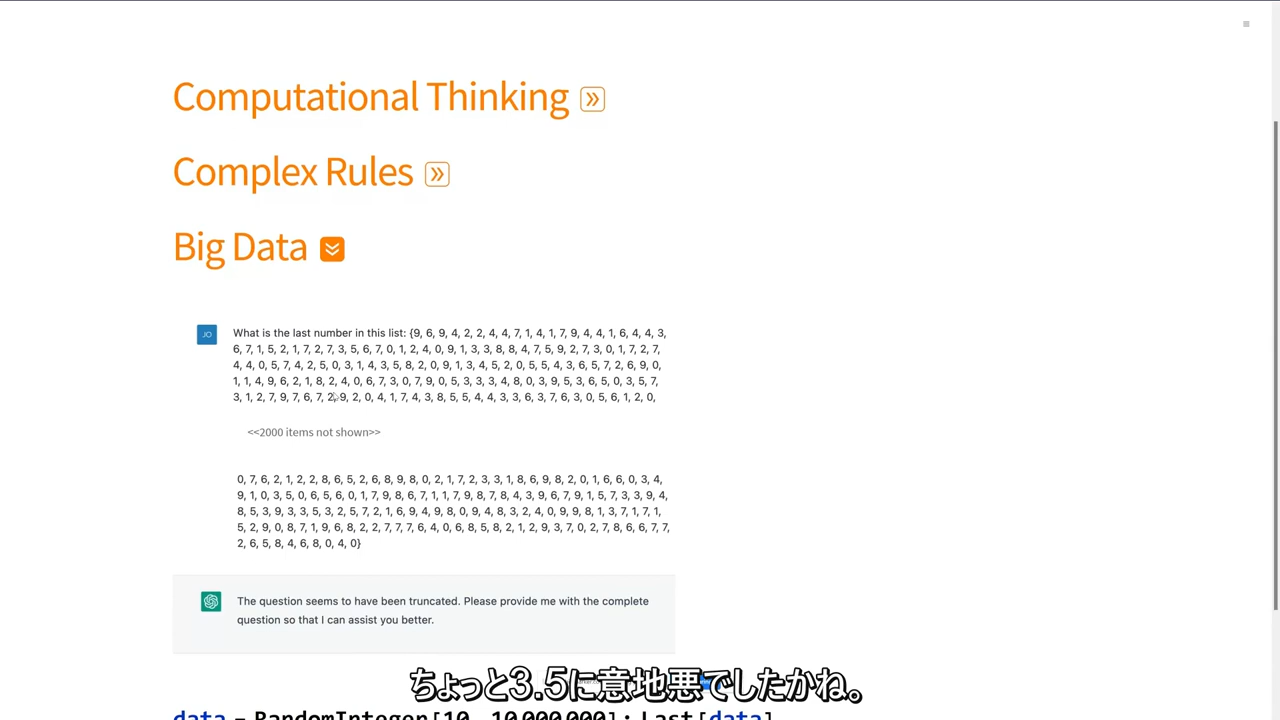 Computational Thinking
Complex Rules
Big Data
JO
What is the last number in this list: {9, 6, 9, 4, 2, 2, 4, 4, 7, 1, 4, 1, 7, 9, 4, 4, 1, 6, 4, 4, 3,
6, 7, 1, 5, 2, 1, 7, 2, 7, 3, 5, 6, 7, 0, 1, 2, 4, 0, 9, 1, 3, 3, 8, 8, 4, 7, 5, 9, 2, 7, 3, 0, 1, 7, 2, 7,
4, 4, 0, 5, 7, 4, 2, 5, 0, 3, 1, 4, 3, 5, 8, 2, 0, 9, 1, 3, 4, 5, 2, 0, 5, 5, 4, 3, 6, 5, 7, 2, 6, 9, 0,
1, 1, 4, 9, 6, 2, 1, 8, 2, 4, 0, 6, 7, 3, 0, 7, 9, 0, 5, 3, 3, 3, 4, 8, 0, 3, 9, 5, 3, 6, 5, 0, 3, 5, 7,
3, 1, 2, 7, 9, 7, 6, 7, 2, 9, 2, 0, 4, 1, 7, 4, 3, 8, 5, 5, 4, 4, 3, 3, 6, 3, 7, 6, 3, 0, 5, 6, 1, 2, 0,
<<2000 items not shown>>
0, 7, 6, 2, 1, 2, 2, 8, 6, 5, 2, 6, 8, 9, 8, 0, 2, 1, 7, 2, 3, 3, 1, 8, 6, 9, 8, 2, 0, 1, 6, 6, 0, 3, 4,
9, 1, 0, 3, 5, 0, 6, 5, 6, 0, 1, 7, 9, 8, 6, 7, 1, 1, 7, 9, 8, 7, 8, 4, 3, 9, 6, 7, 9, 1, 5, 7, 3, 3, 9, 4,
8, 5, 3, 9, 3, 3, 5, 3, 2, 5, 7, 2, 1, 6, 9, 4, 9, 8, 0, 9, 4, 8, 3, 2, 4, 0, 9, 9, 8, 1, 3, 7, 1, 7, 1,
5, 2, 9, 0, 8, 7, 1, 9, 6, 8, 2, 2, 7, 7, 7, 6, 4, 0, 6, 8, 5, 8, 2, 1, 2, 9, 3, 7, 0, 2, 7, 8, 6, 6, 7, 7,
2, 6, 5, 8, 4, 6, 8, 0, 4, 0}
The question seems to have been truncated. Please provide me with the complete
question so that I can assist you better.
ちょっと3.5に意地悪でしたかね。
data = RandomInteger[10, 10000000]; Last[data]